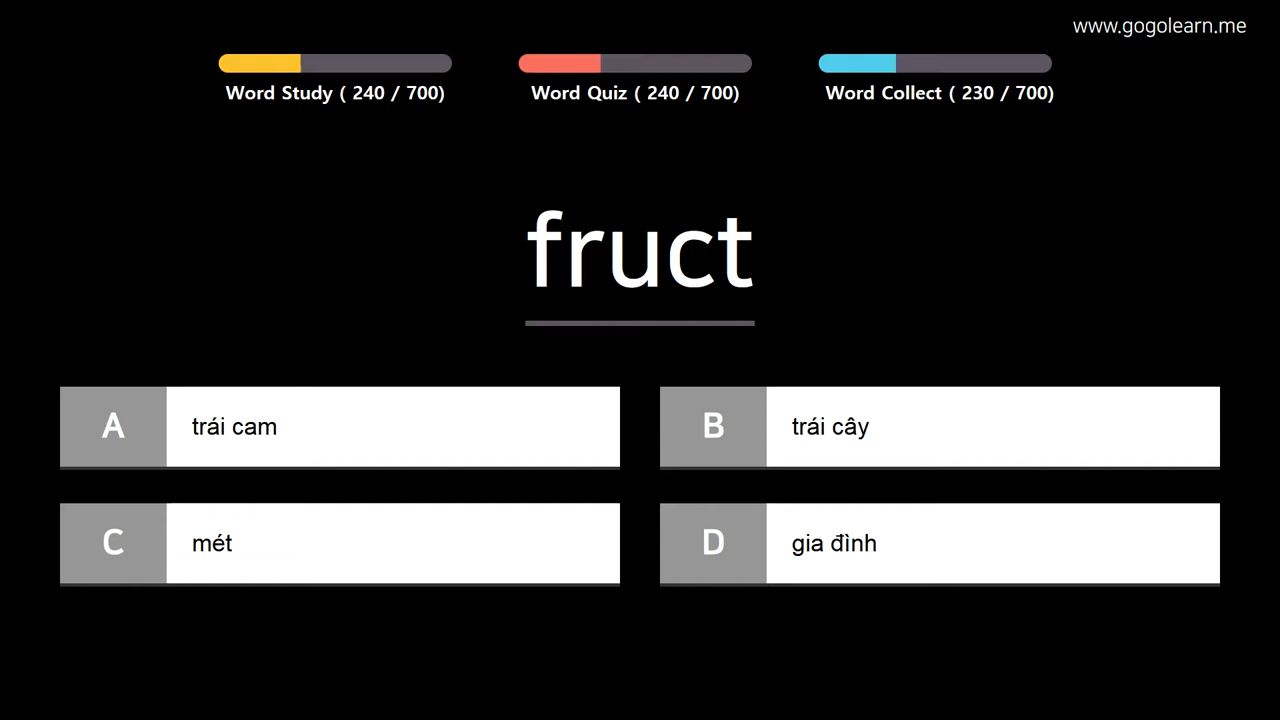 www.gogolearn.me
Word Study ( 240 / 700)
Word Quiz ( 240 / 700)
Word Collect ( 230 / 700)
fruct
A
trái cam
B
trái cây
C
mét
D
gia đình